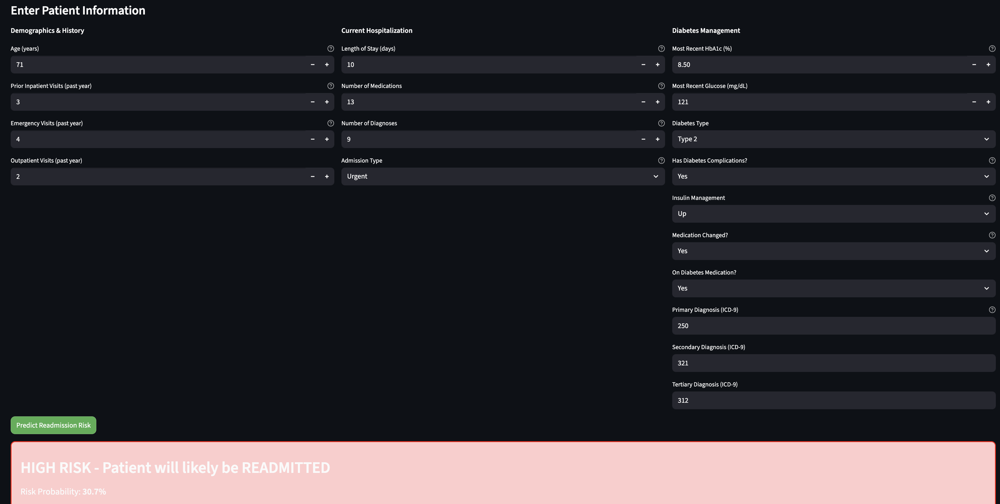 Enter Patient Information
Demographics & History
Age (years)
71
Prior Inpatient Visits (past year)
3
Emergency Visits (past year)
4
Outpatient Visits (past year)
2
Current Hospitalization
Length of Stay (days)
10
Number of Medications
13
Number of Diagnoses
9
Admission Type
Urgent
Diabetes Management
Most Recent HbA1c (%)
8.50
Most Recent Glucose (mg/dL)
121
Diabetes Type
Type 2
Has Diabetes Complications?
Yes
Insulin Management
Up
Medication Changed?
Yes
On Diabetes Medication?
Yes
Primary Diagnosis (ICD-9)
250
Secondary Diagnosis (ICD-9)
321
Tertiary Diagnosis (ICD-9)
312
Predict Readmission Risk
HIGH RISK - Patient will likely be READMITTED
Risk Probability: 30.7%